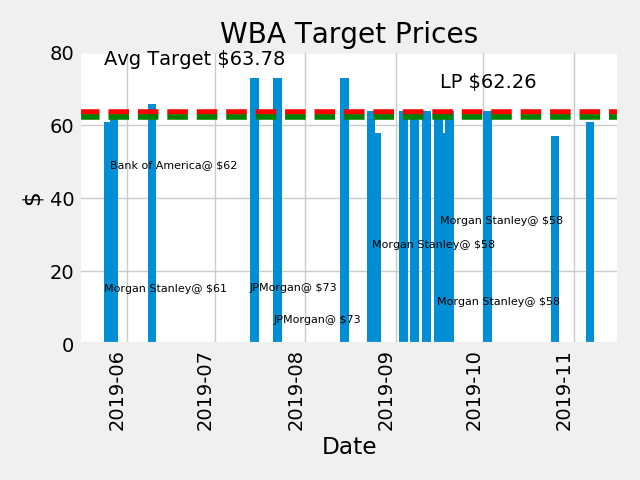 WBA Target Prices
Avg Target $63.78
LP $62.26
80
60
40
20
0
$
Bank of America@ $62
Morgan Stanley@ $58
Morgan Stanley@ $58
Morgan Stanley@ $61
JPMorgan@ $73
Morgan Stanley@ $58
JPMorgan@ $73
2019-06
2019-07
2019-08
2019-09
2019-10
2019-11
Date